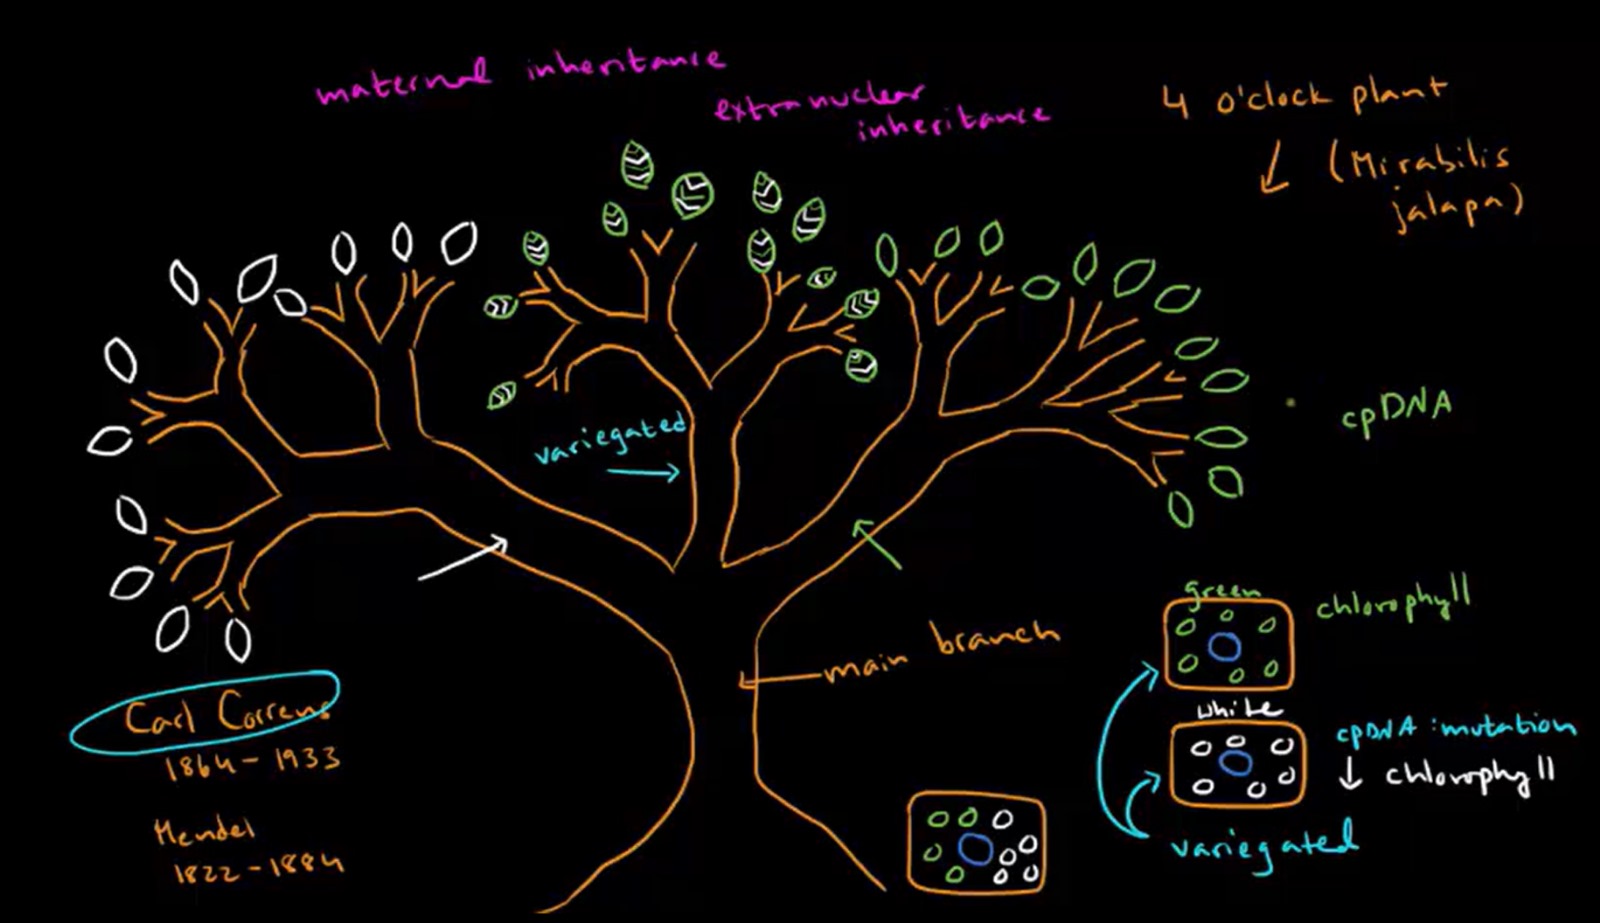 maternal inheritance
extranuclear
inheritance
4 o'clock plant
(Mirabilis
jalapa)
variegated
cpDNA
main branch
green
chlorophyll
white
cpDNA : mutation
↓ chlorophyll
variegated
Carl Correns
1864 - 1933
Mendel
1822 - 1884